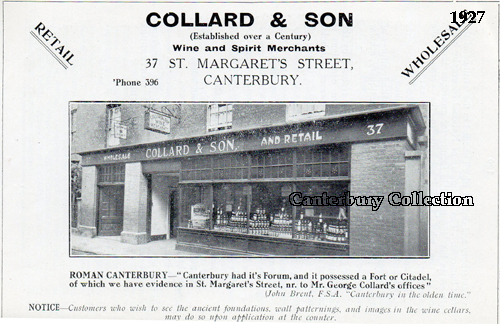 1927
COLLARD & SON
(Established over a Century)
RETAIL
Wine and Spirit Merchants
WHOLESALE
37 ST. MARGARET'S STREET,
'Phone 396
CANTERBURY.
WHOLESALE COLLARD & SON. AND RETAIL 37
Canterbury Collection
ROMAN CANTERBURY—"Canterbury had it's Forum, and it possessed a Fort or Citadel,
of which we have evidence in St. Margaret's Street, nr. to Mr. George Collard's offices"
(John Brent, F.S.A. "Canterbury in the olden time."
NOTICE—Customers who wish to see the ancient foundations, wall patternings, and images in the wine cellars,
may do so upon application at the counter.